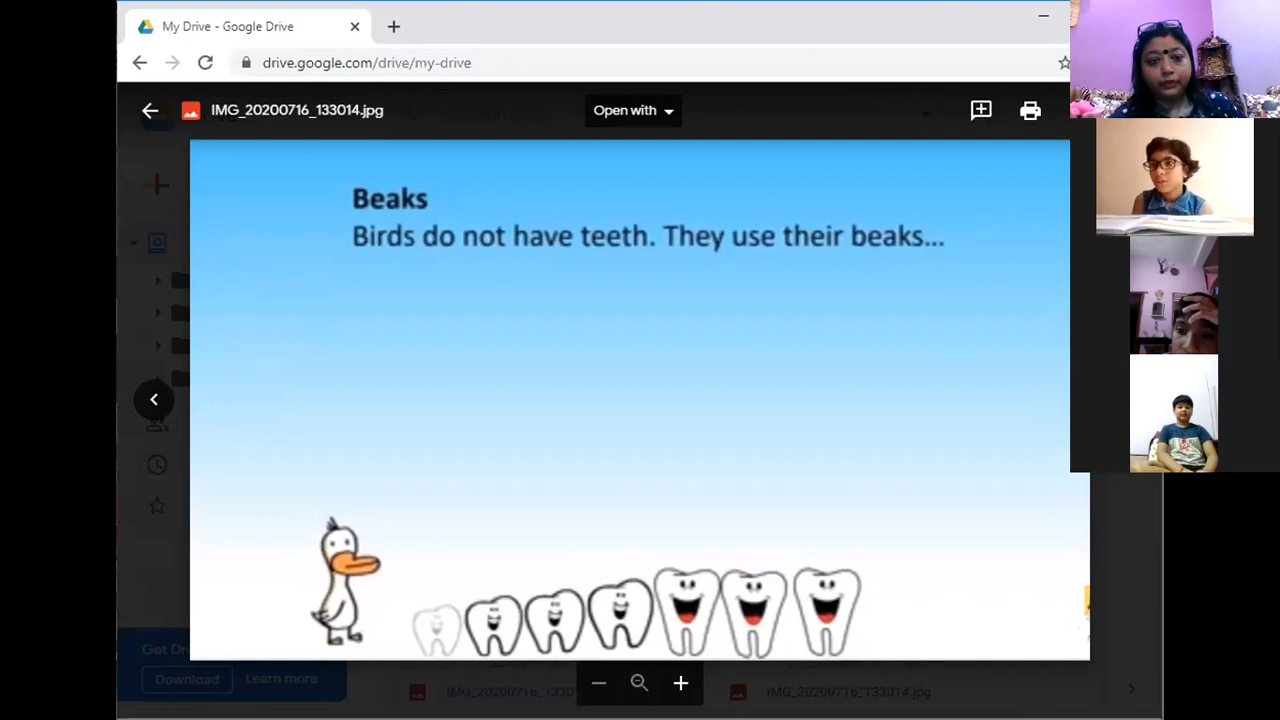 My Drive - Google Drive
drive.google.com/drive/my-drive
IMG_20200716_133014.jpg
Open with
Beaks
Birds do not have teeth. They use their beaks...
Get Dr
Download
Learn more
IMG_20200716_1330
IMG_20200716_133014.jpg